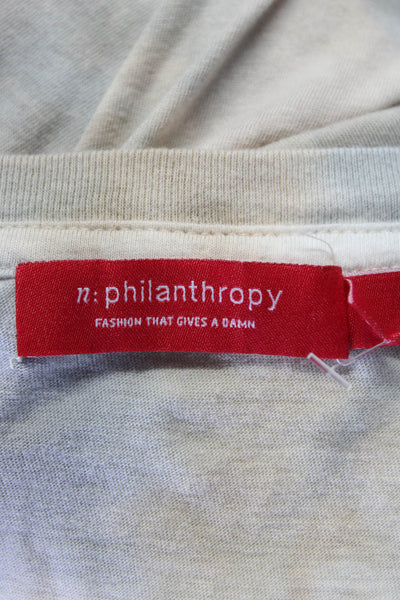 n: philanthropy
FASHION THAT GIVES A DAMN